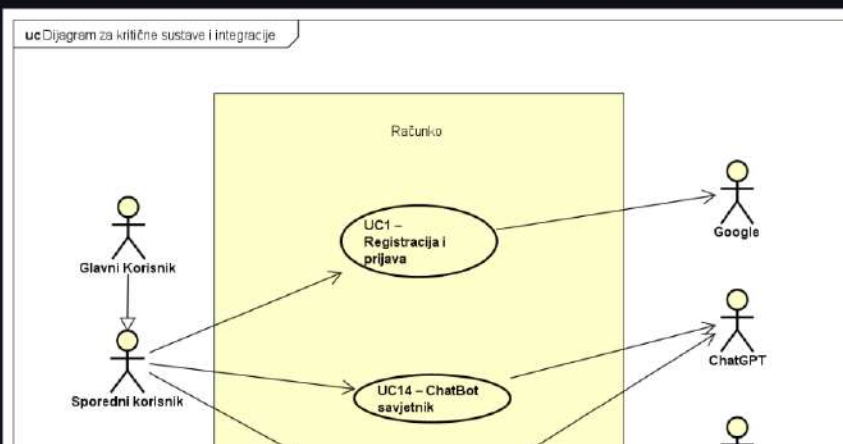 uc Dijagram za kritične sustave i integracije
Računko
UC1 –
Registracija i
prijava
Google
Glavni Korisnik
ChatGPT
UC14 – ChatBot
savjetnik
Sporedni korisnik